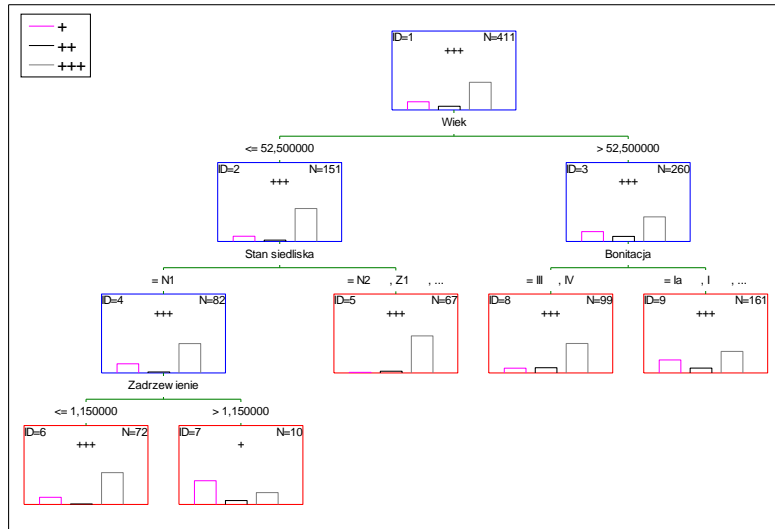 +
++
+++
ID=1 N=411
+++
Wiek
<= 52,500000 > 52,500000
ID=2 N=151 ID=3 N=260
+++ +++
Stan siedliska Bonitacja
= N1 = N2 , Z1 , ... = III , IV = Ia , I , ...
ID=4 N=82 ID=5 N=67 ID=8 N=99 ID=9 N=161
+++ +++ +++ +++
Zadrzewienie
<= 1,150000 > 1,150000
ID=6 N=72 ID=7 N=10
+++ +